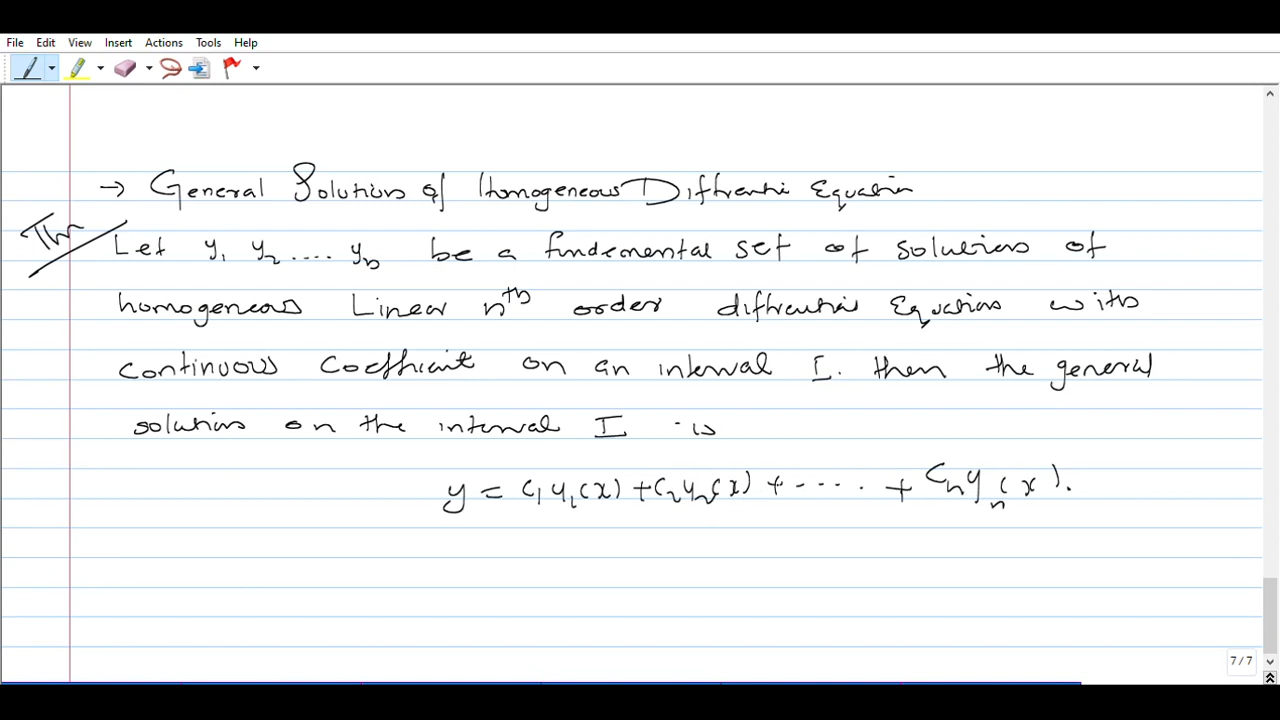 File Edit View Insert Actions Tools Help
→ General Solution of Homogeneous Diffrential Equation
Thr
Let y₁ y₂ .... yₙ be a fundemental set of solutions of
homogeneous Linear nᵗʰ order diffrential Equations with
continuous Coefficient on an interval I. then the general
solution on the interval I is
y = c₁y₁(x) + c₂y₂(x) + ..... + cₙyₙ(x).
7/7